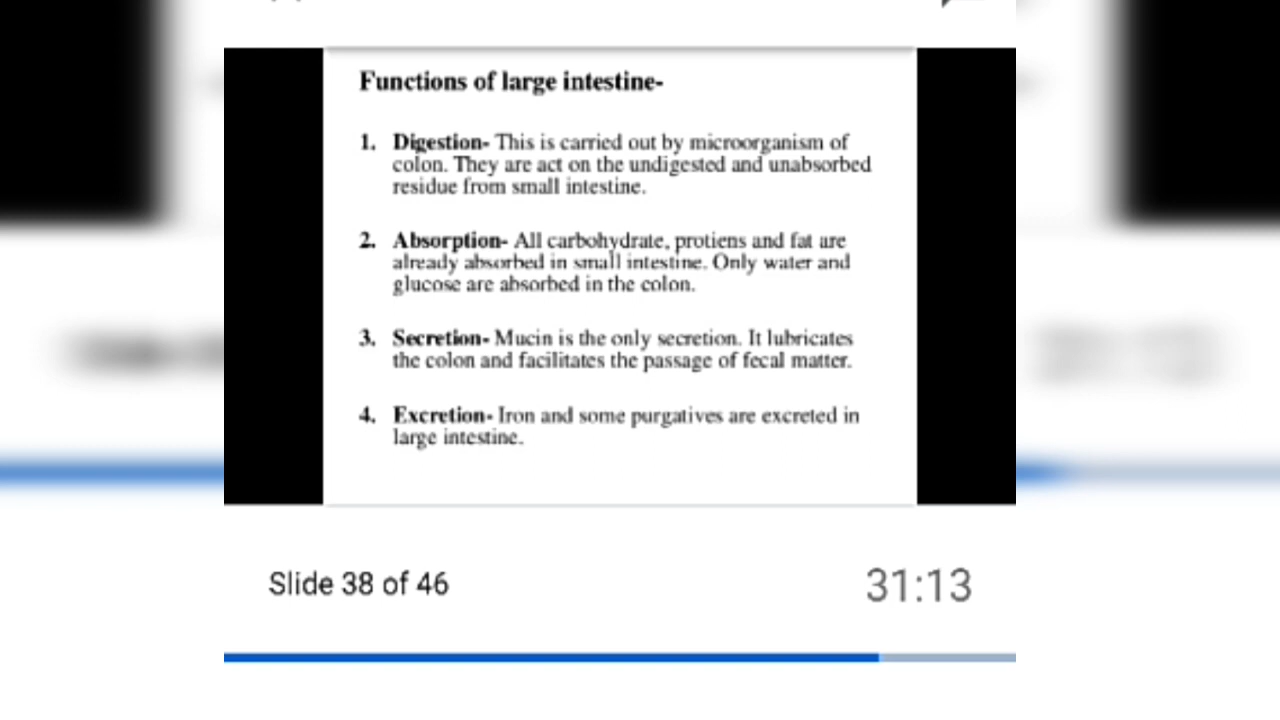 Functions of large intestine-
1. Digestion- This is carried out by microorganism of
colon. They are act on the undigested and unabsorbed
residue from small intestine.
2. Absorption- All carbohydrate, protiens and fat are
already absorbed in small intestine. Only water and
glucose are absorbed in the colon.
3. Secretion- Mucin is the only secretion. It lubricates
the colon and facilitates the passage of fecal matter.
4. Excretion- Iron and some purgatives are excreted in
large intestine.
Slide 38 of 46
31:13